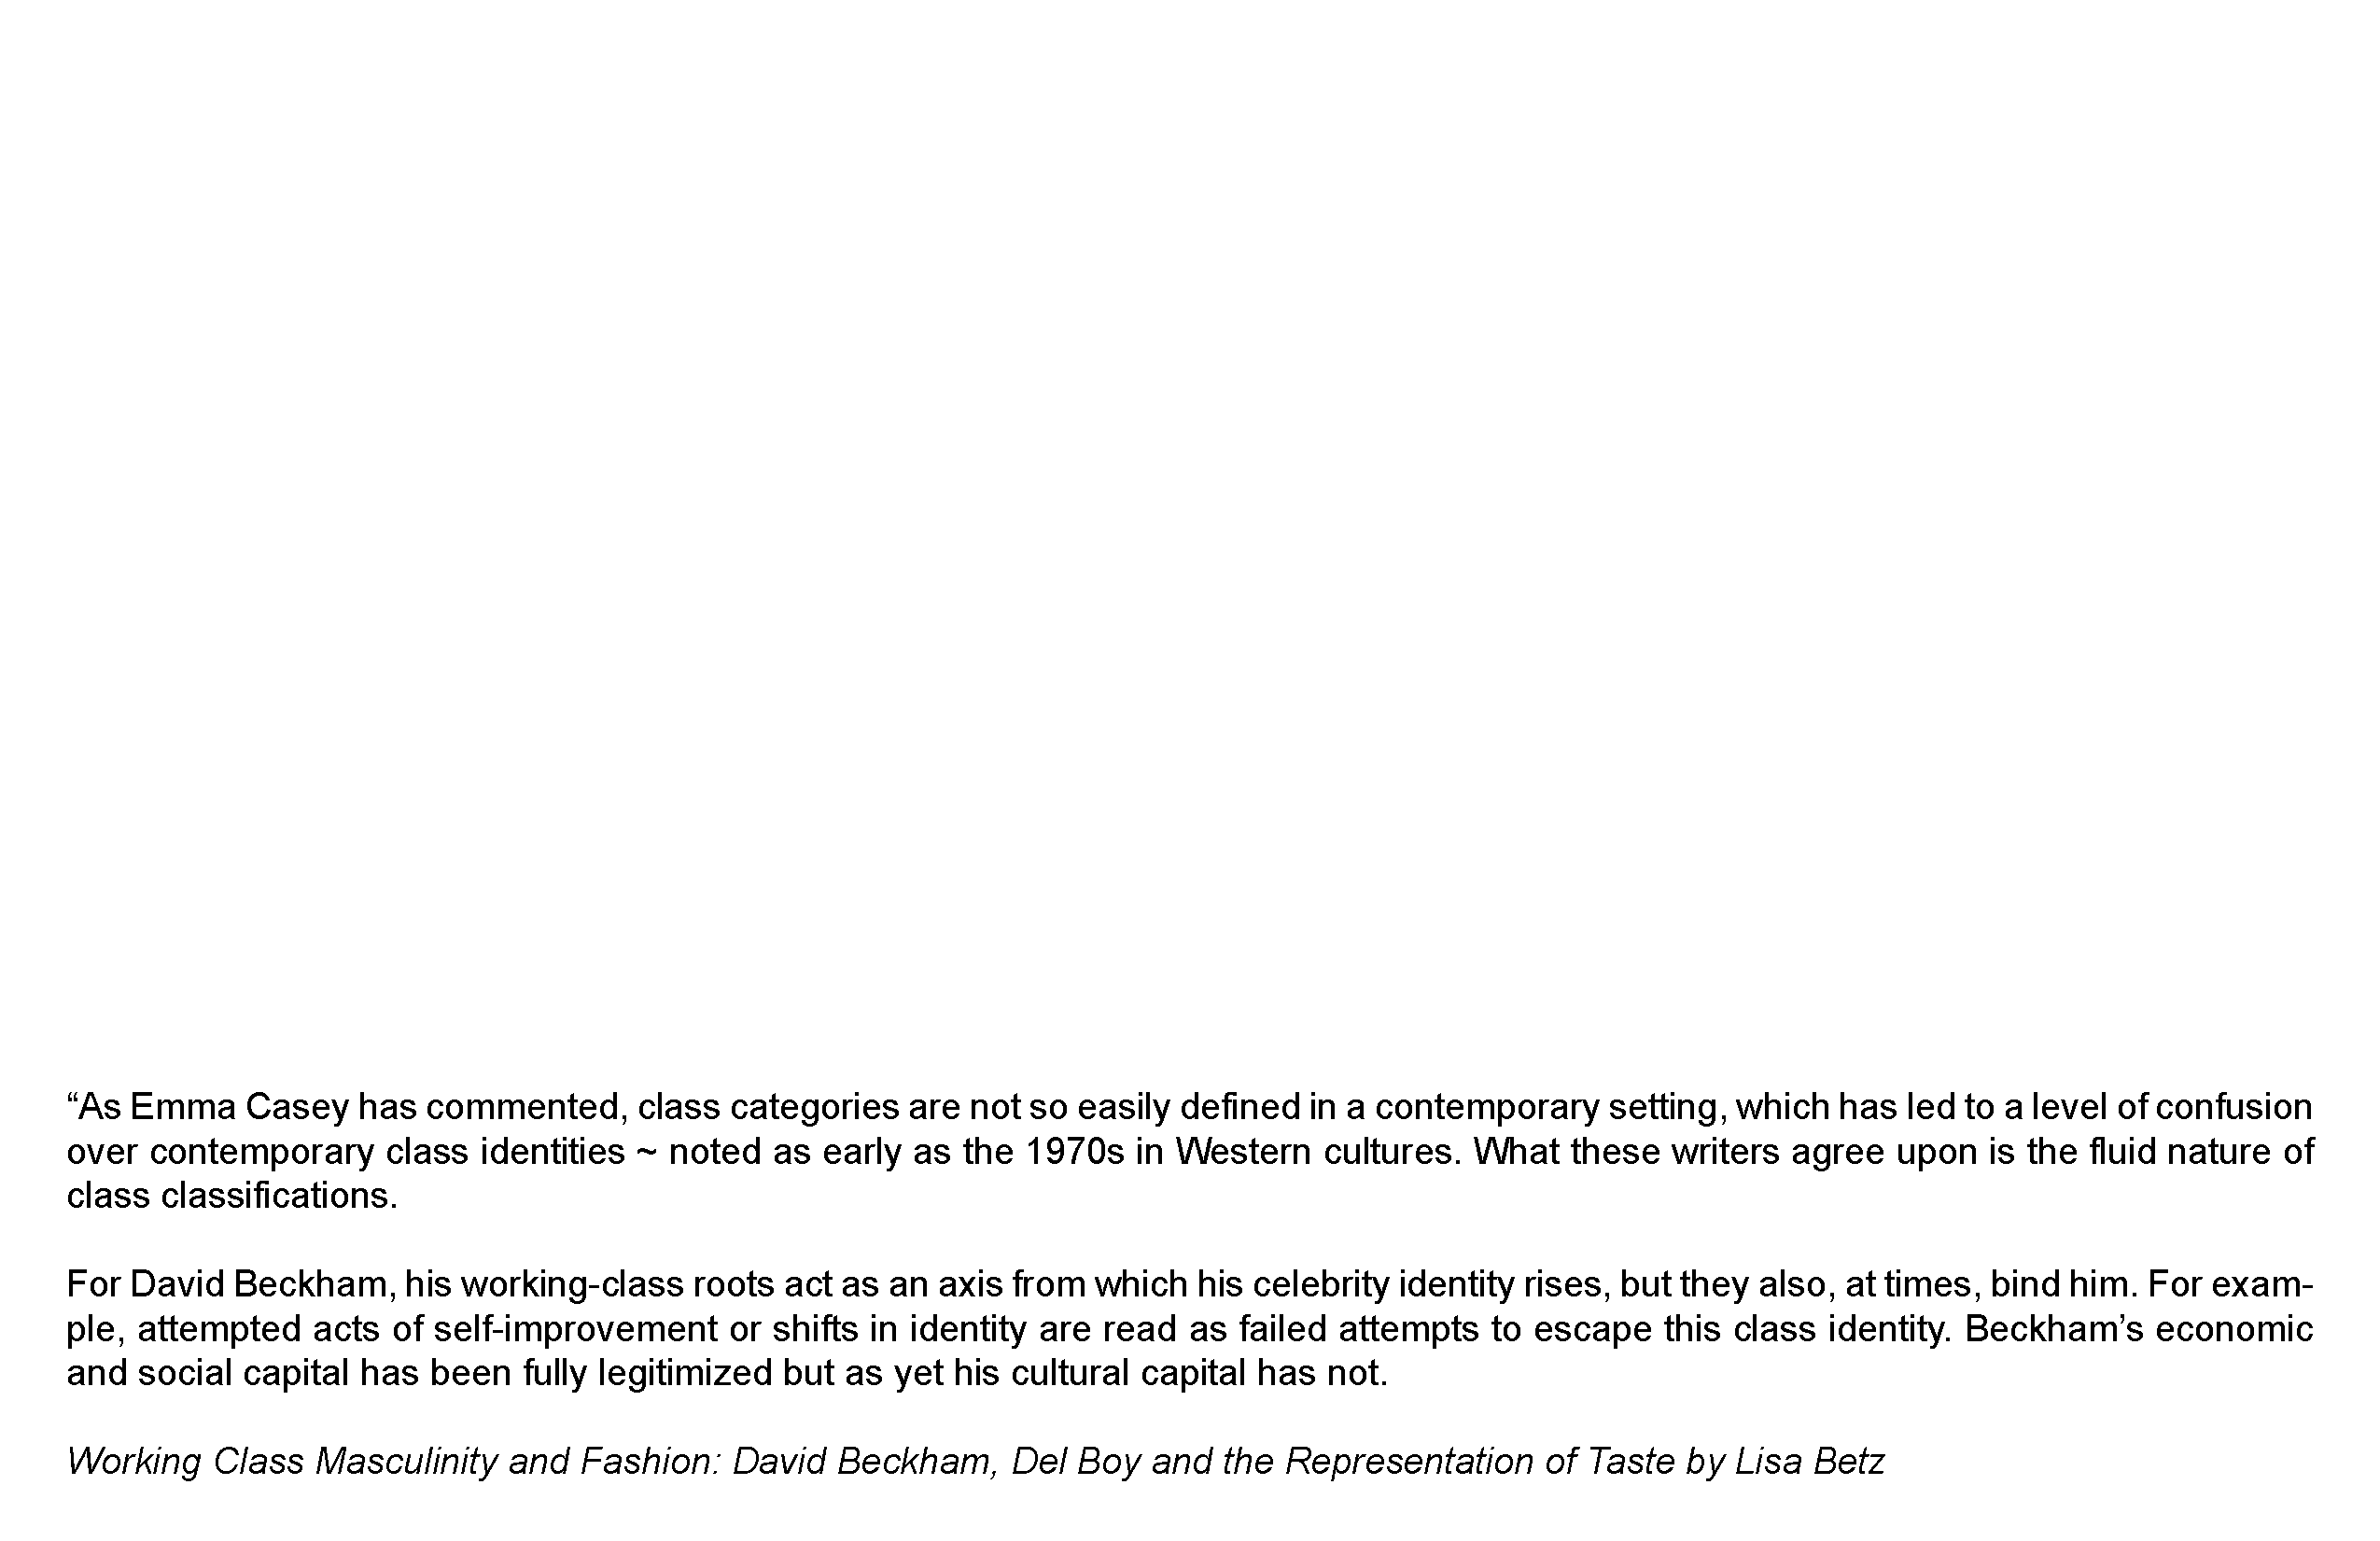 “As Emma Casey has commented, class categories are not so easily defined in a contemporary setting, which has led to a level of confusion
over contemporary class identities ~ noted as early as the 1970s in Western cultures. What these writers agree upon is the fluid nature of
class classifications.
For David Beckham, his working-class roots act as an axis from which his celebrity identity rises, but they also, at times, bind him. For exam-
ple, attempted acts of self-improvement or shifts in identity are read as failed attempts to escape this class identity. Beckham’s economic
and social capital has been fully legitimized but as yet his cultural capital has not.
Working Class Masculinity and Fashion: David Beckham, Del Boy and the Representation of Taste by Lisa Betz